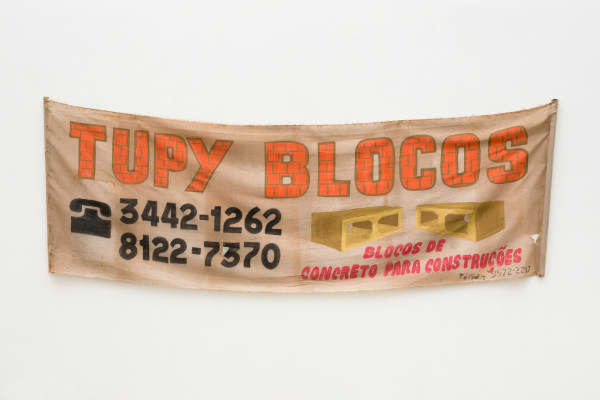 TUPY BLOCOS
3442-1262
8122-7370
BLOCOS DE
CONCRETO PARA CONSTRUÇÕES